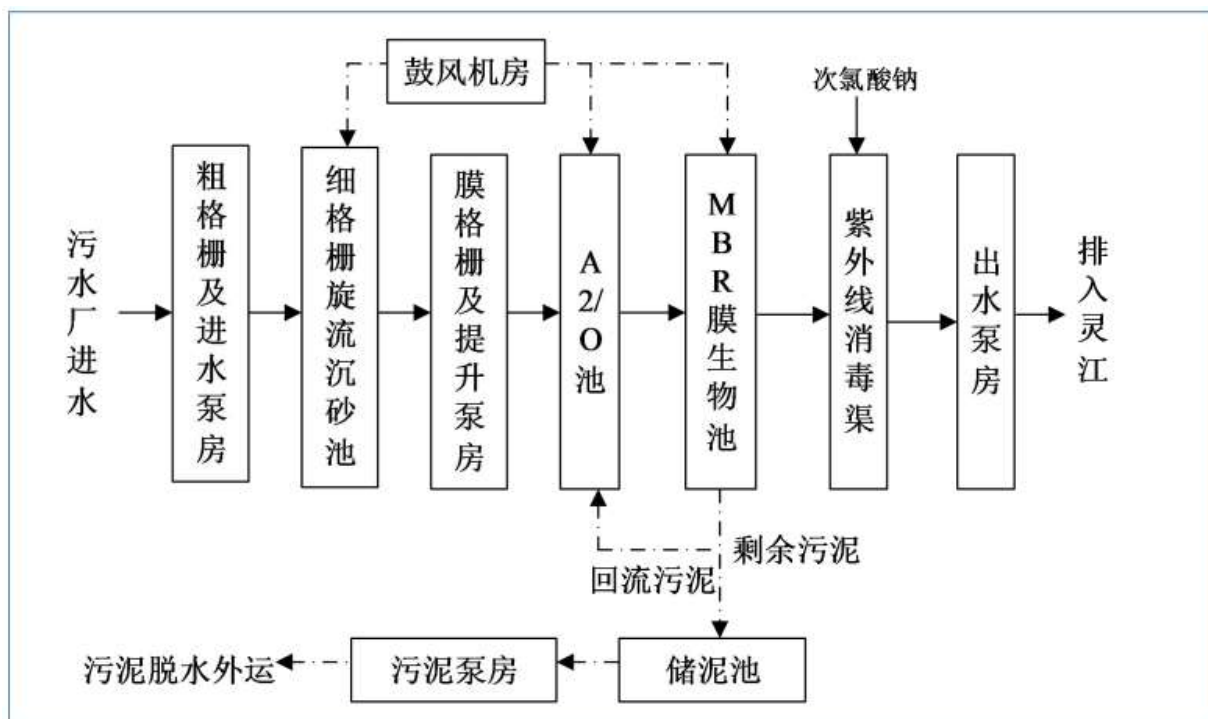 鼓风机房
次氯酸钠
污水厂进水
粗格栅及进水泵房
细格栅旋流沉砂池
膜格栅及提升泵房
A2/O池
MBR膜生物池
紫外线消毒渠
出水泵房
排入灵江
剩余污泥
回流污泥
污泥脱水外运
污泥泵房
储泥池